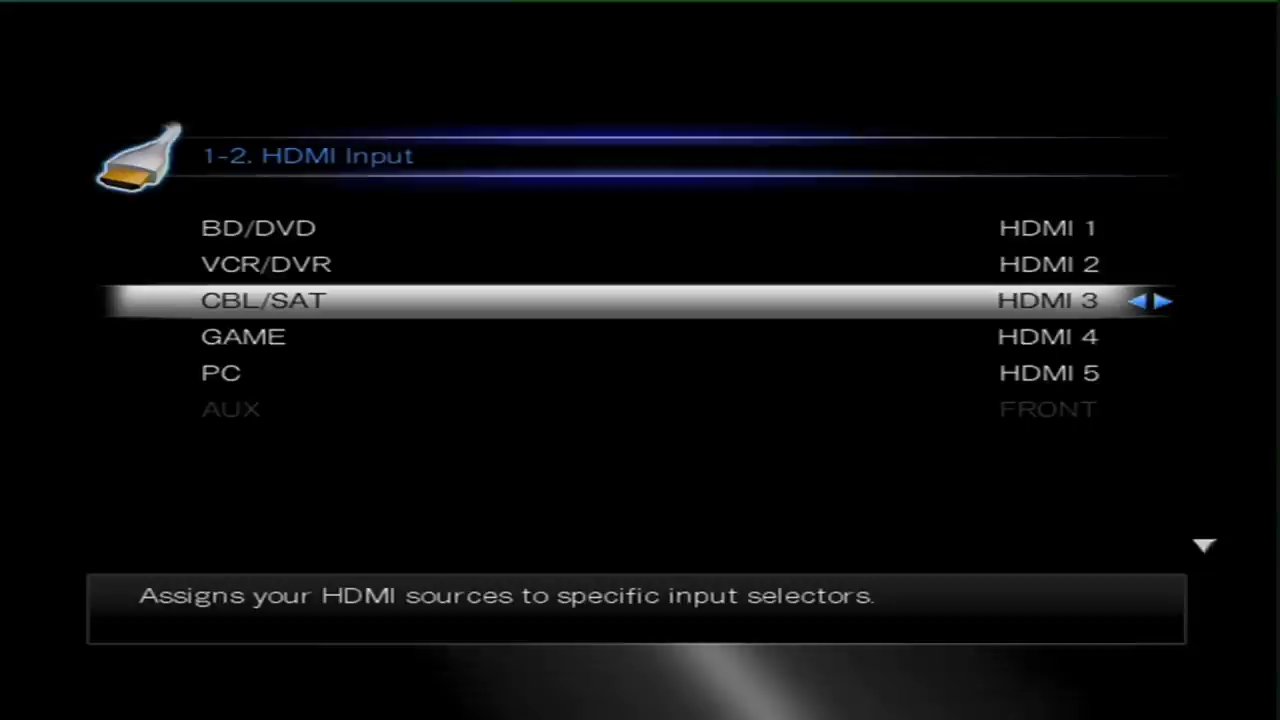 1-2. HDMI Input
BD/DVD HDMI 1
VCR/DVR HDMI 2
CBL/SAT HDMI 3
GAME HDMI 4
PC HDMI 5
AUX FRONT
Assigns your HDMI sources to specific input selectors.